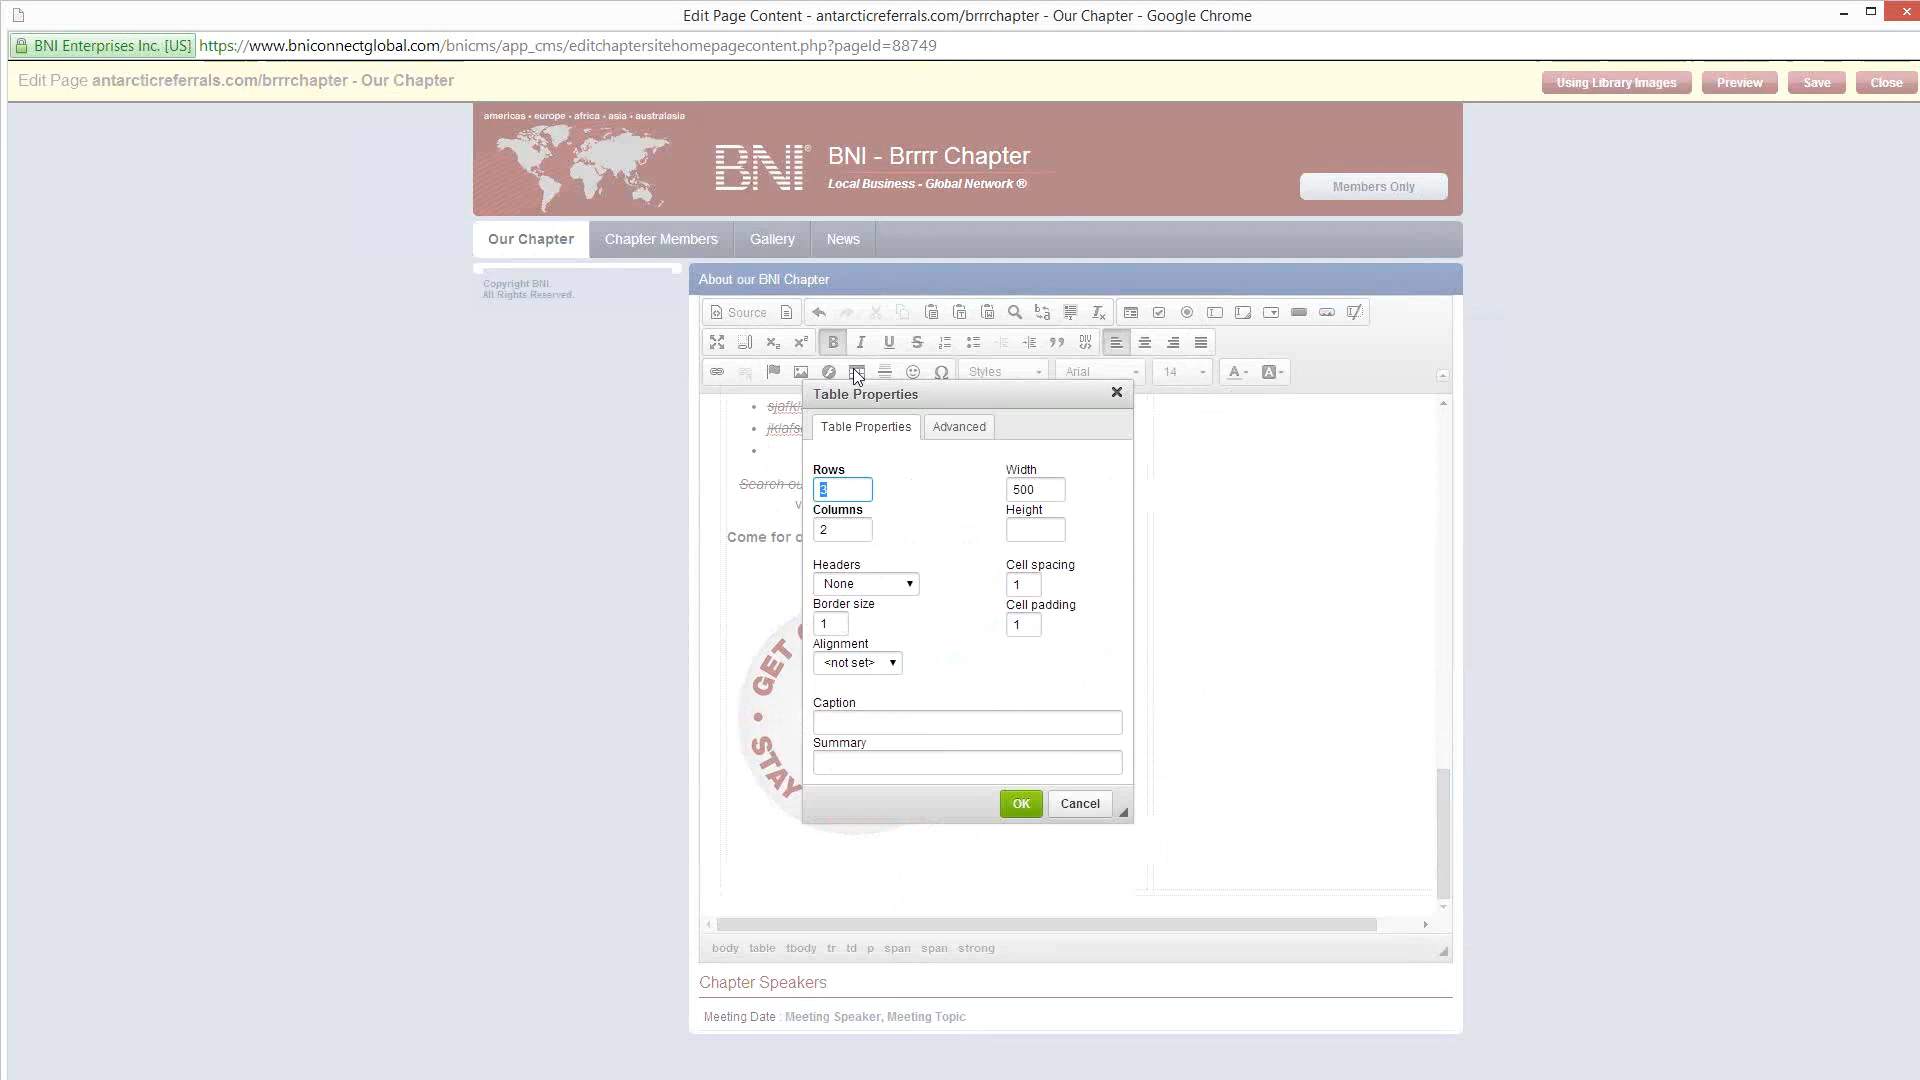 Edit Page Content - antarcticreferrals.com/brrrchapter - Our Chapter - Google Chrome
BNI Enterprises Inc. [US] https://www.bniconnectglobal.com/bnicms/app_cms/editchaptersitehomepagecontent.php?pageId=88749
Edit Page antarcticreferrals.com/brrrchapter - Our Chapter
Using Library Images Preview Save Close
americas • europe • africa • asia • australasia
BNI® BNI - Brrrr Chapter
Local Business - Global Network ®
Members Only
Our Chapter Chapter Members Gallery News
Copyright BNI.
All Rights Reserved.
About our BNI Chapter
Source
Styles Arial 14
Table Properties
Table Properties Advanced
Rows Width
3 500
Columns Height
2
Headers Cell spacing
None 1
Border size Cell padding
1 1
Alignment
<not set>
Caption
Summary
OK Cancel
Search
Come for
GET
STAY
body table tbody tr td p span span strong
Chapter Speakers
Meeting Date : Meeting Speaker, Meeting Topic